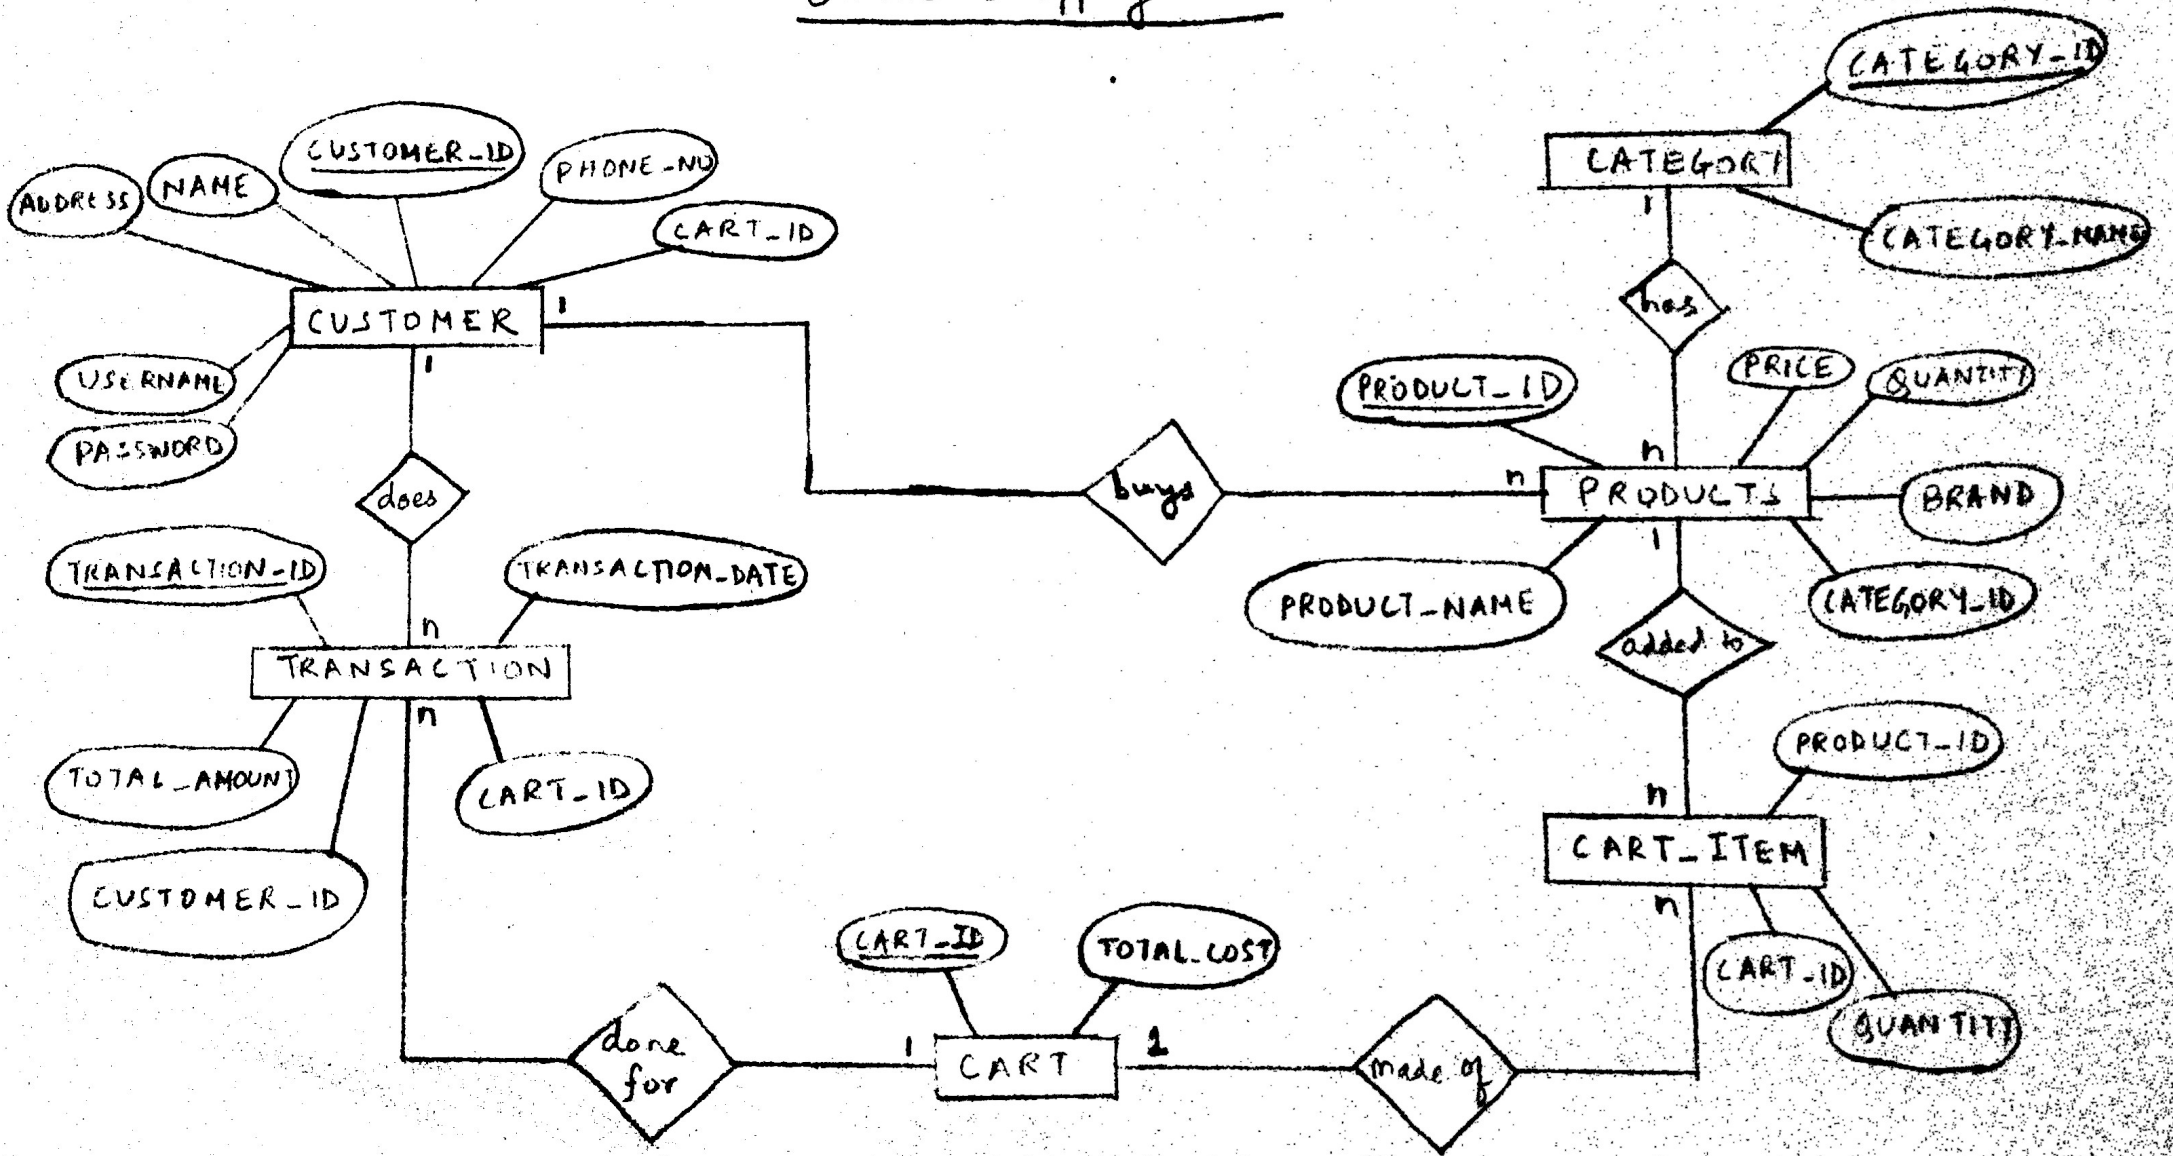 CATEGORY_ID
CATEGORY
1
CATEGORY_NAME
has
ADDRESS
NAME
CUSTOMER_ID
PHONE_NO
CART_ID
CUSTOMER
1
1
USERNAME
PASSWORD
does
TRANSACTION_ID
TRANSACTION_DATE
n
TRANSACTION
n
TOTAL_AMOUNT
CART_ID
CUSTOMER_ID
buys
PRODUCT_ID
PRICE
QUANTITY
n
n
PRODUCTS
BRAND
1
PRODUCT_NAME
CATEGORY_ID
added to
PRODUCT_ID
n
CART_ITEM
n
CART_ID
QUANTITY
CART_ID
TOTAL_COST
done
for
1
CART
1
made of